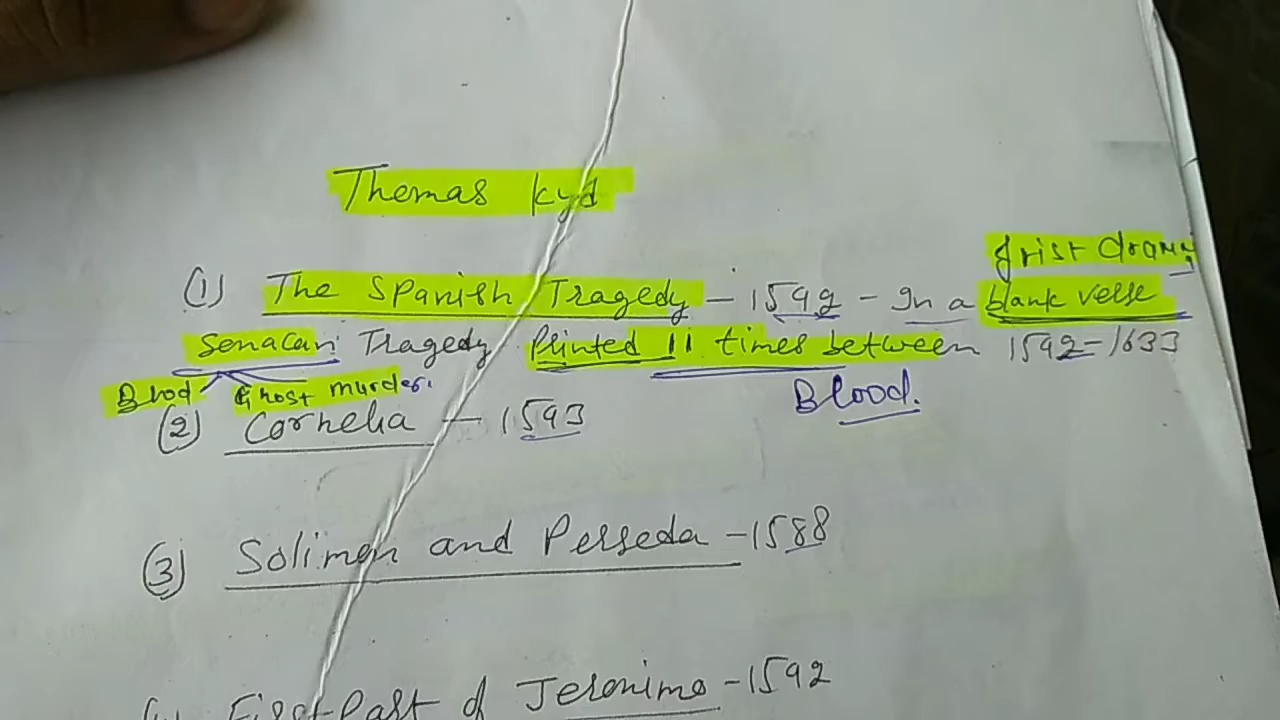 Thomas Kyd
frist drama
(1) The Spanish Tragedy - 1592 - In a blank verse
Senacan Tragedy Printed 11 times between 1592-1633
Blood Ghost murder.
Blood.
(2) Cornelia - 1593
(3) Soliman and Perseda - 1588
First Part of Jeronimo - 1592